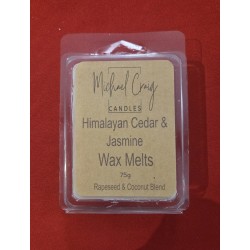 Michael Craig
CANDLES
Himalayan Cedar &
Jasmine
Wax Melts
75g
Rapeseed & Coconut Blend